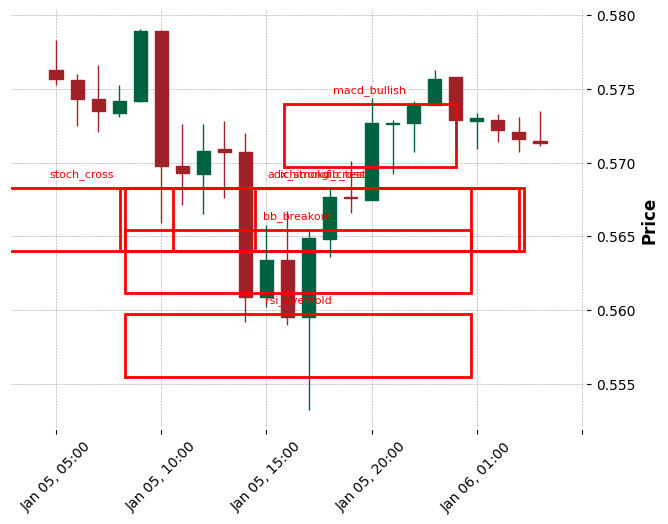 0.580
0.575
0.570
0.565
0.560
0.555
Price
macd_bullish
stoch_cross
bb_breakout
Jan 05, 05:00
Jan 05, 10:00
Jan 05, 15:00
Jan 05, 20:00
Jan 06, 01:00